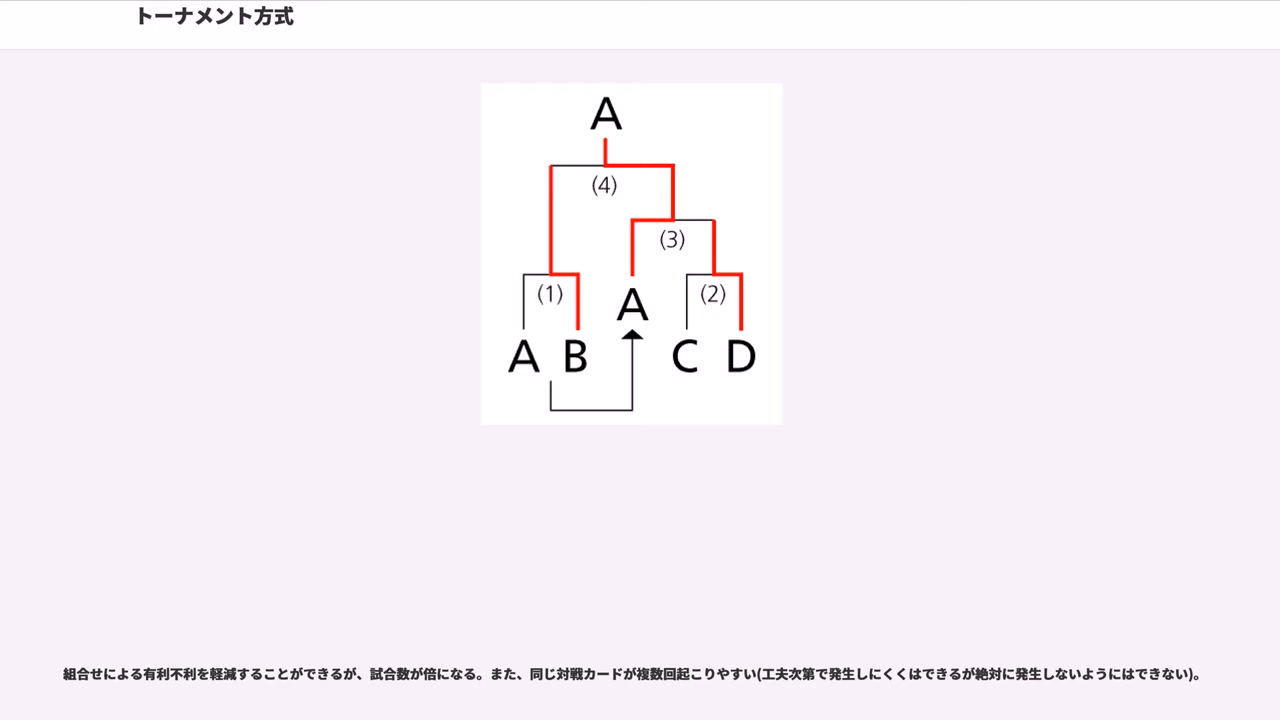 トーナメント方式
A
(4)
(3)
(1)
A
(2)
A B C D
組合せによる有利不利を軽減することができるが、試合数が倍になる。また、同じ対戦カードが複数回起こりやすい(工夫次第で発生しにくくはできるが絶対に発生しないようにはできない)。